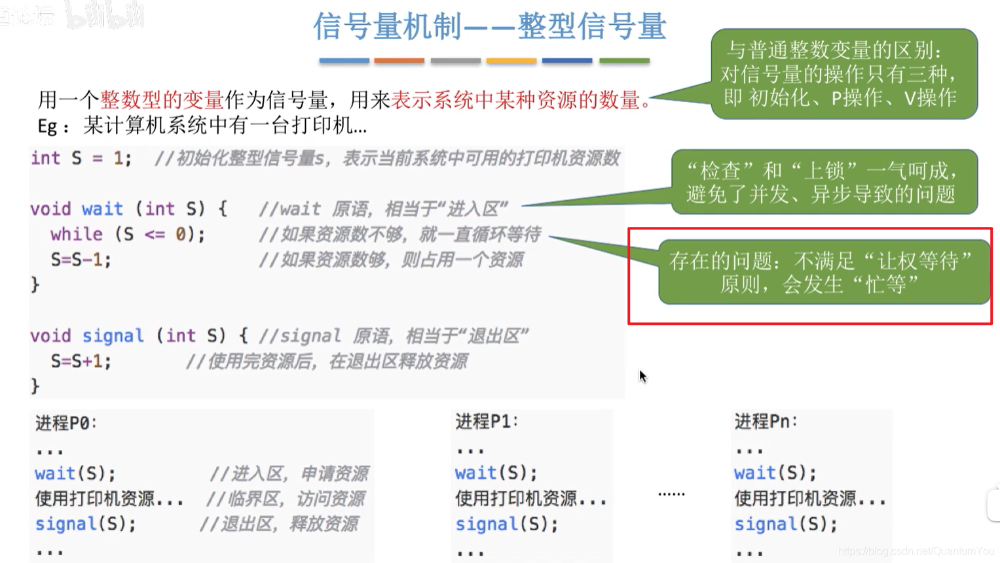 bilibili
信号量机制——整型信号量
与普通整数变量的区别：
对信号量的操作只有三种，
即 初始化、P操作、V操作
用一个整数型的变量作为信号量，用来表示系统中某种资源的数量。
Eg：某计算机系统中有一台打印机...
int S = 1; //初始化整型信号量s，表示当前系统中可用的打印机资源数
“检查”和“上锁”一气呵成，
避免了并发、异步导致的问题
void wait (int S) { //wait 原语，相当于“进入区”
while (S <= 0); //如果资源数不够，就一直循环等待
S=S-1; //如果资源数够，则占用一个资源
}
存在的问题：不满足“让权等待”
原则，会发生“忙等”
void signal (int S) { //signal 原语，相当于“退出区”
S=S+1; //使用完资源后，在退出区释放资源
}
进程P0：
...
wait(S); //进入区，申请资源
使用打印机资源... //临界区，访问资源
signal(S); //退出区，释放资源
...
进程P1：
...
wait(S);
使用打印机资源...
signal(S);
...
......
进程Pn：
...
wait(S);
使用打印机资源...
signal(S);
...
https://blog.csdn.net/QuantumYou